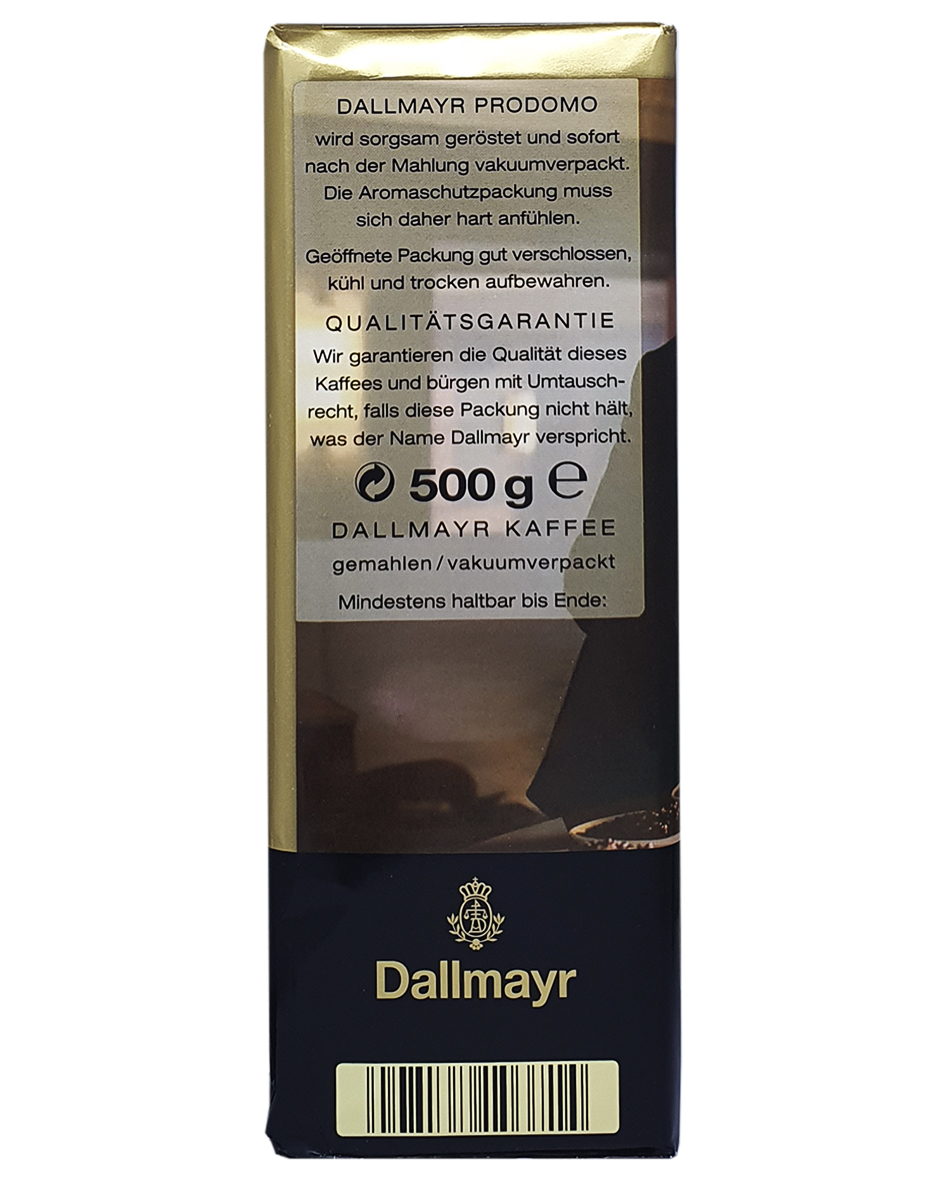 DALLMAYR PRODOMO
wird sorgsam geröstet und sofort
nach der Mahlung vakuumverpackt.
Die Aromaschutzpackung muss
sich daher hart anfühlen.
Geöffnete Packung gut verschlossen,
kühl und trocken aufbewahren.
QUALITÄTSGARANTIE
Wir garantieren die Qualität dieses
Kaffees und bürgen mit Umtausch-
recht, falls diese Packung nicht hält,
was der Name Dallmayr verspricht.
500 g ℮
DALLMAYR KAFFEE
gemahlen / vakuumverpackt
Mindestens haltbar bis Ende:
Dallmayr